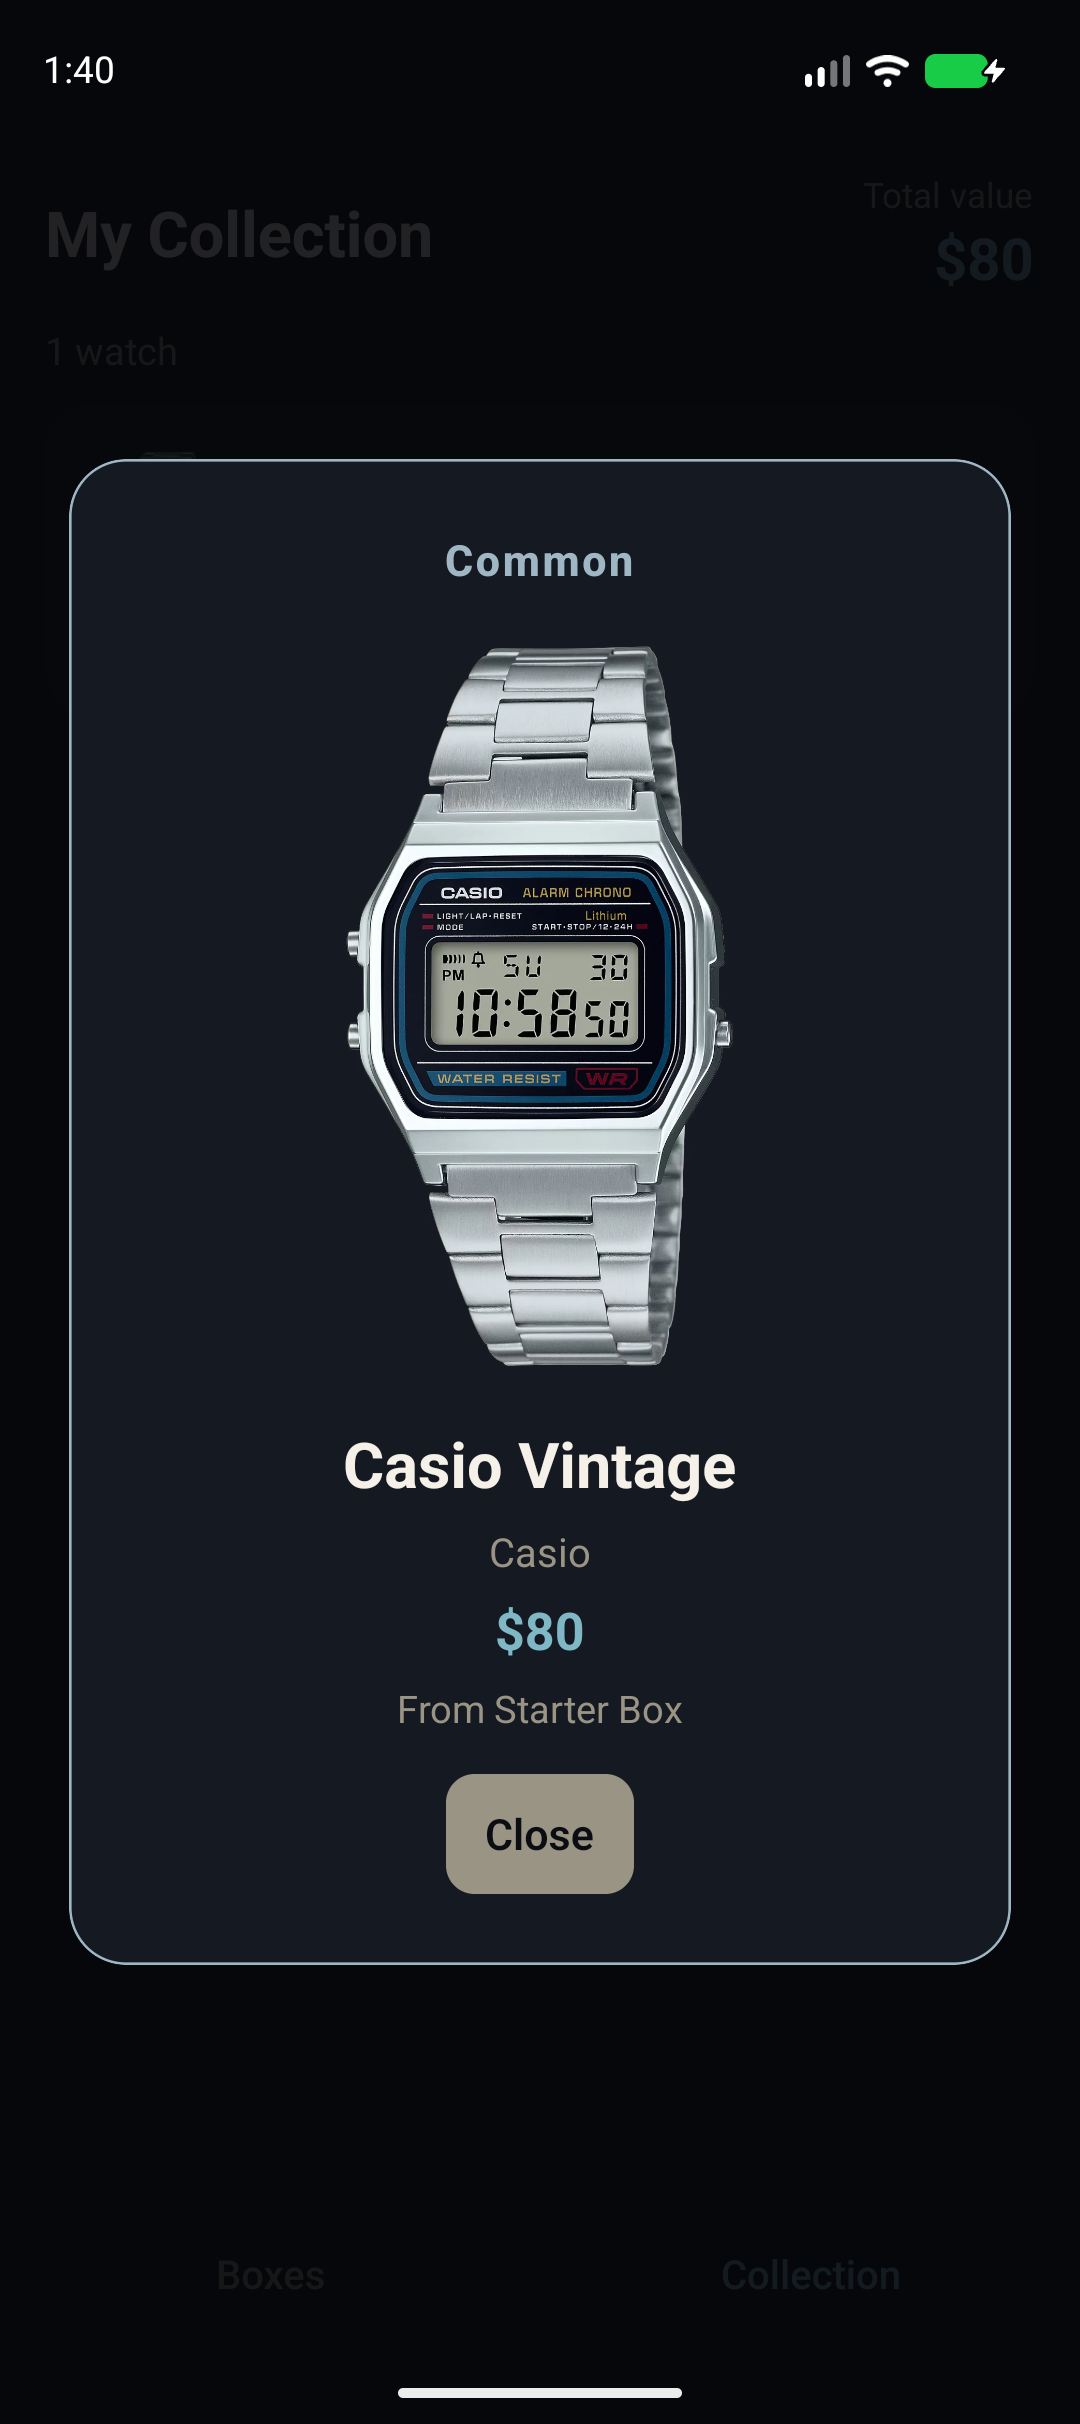 1:40
My Collection
Total value
$80
1 watch
Common
CASIO ALARM CHRONO
LIGHT/LAP·RESET Lithium
MODE START·STOP/12·24H
SU 30
PM
10:58 50
WATER RESIST WR
Casio Vintage
Casio
$80
From Starter Box
Close
Boxes Collection